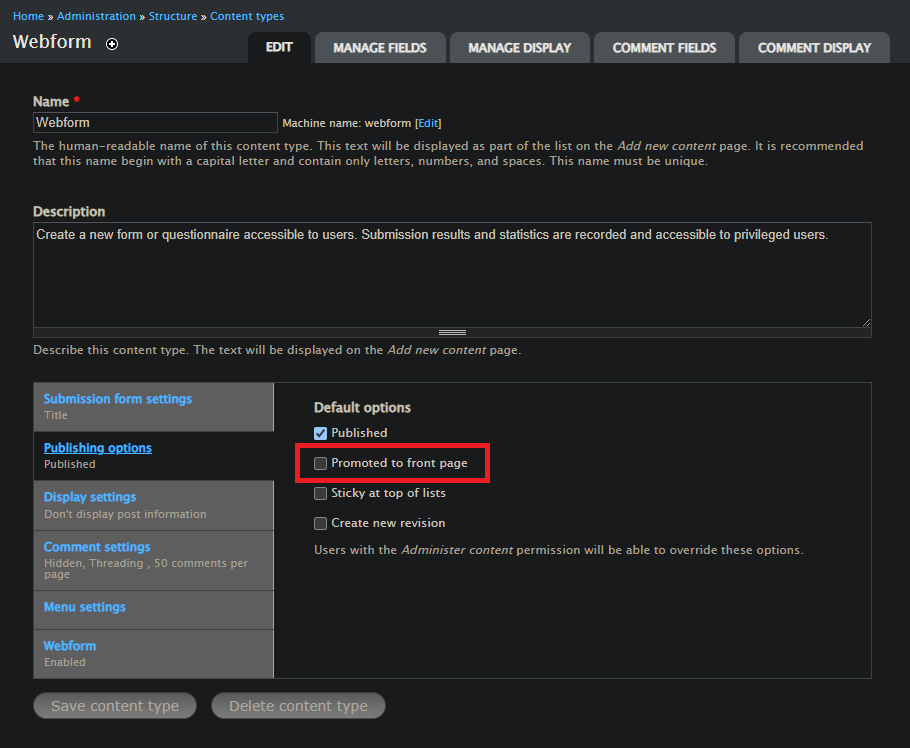 Home » Administration » Structure » Content types
Webform
EDIT
MANAGE FIELDS
MANAGE DISPLAY
COMMENT FIELDS
COMMENT DISPLAY
Name *
Webform
Machine name: webform [Edit]
The human-readable name of this content type. This text will be displayed as part of the list on the Add new content page. It is recommended
that this name begin with a capital letter and contain only letters, numbers, and spaces. This name must be unique.
Description
Create a new form or questionnaire accessible to users. Submission results and statistics are recorded and accessible to privileged users.
Describe this content type. The text will be displayed on the Add new content page.
Submission form settings
Title
Publishing options
Published
Display settings
Don't display post information
Comment settings
Hidden, Threading , 50 comments per
page
Menu settings
Webform
Enabled
Default options
Published
Promoted to front page
Sticky at top of lists
Create new revision
Users with the Administer content permission will be able to override these options.
Save content type
Delete content type